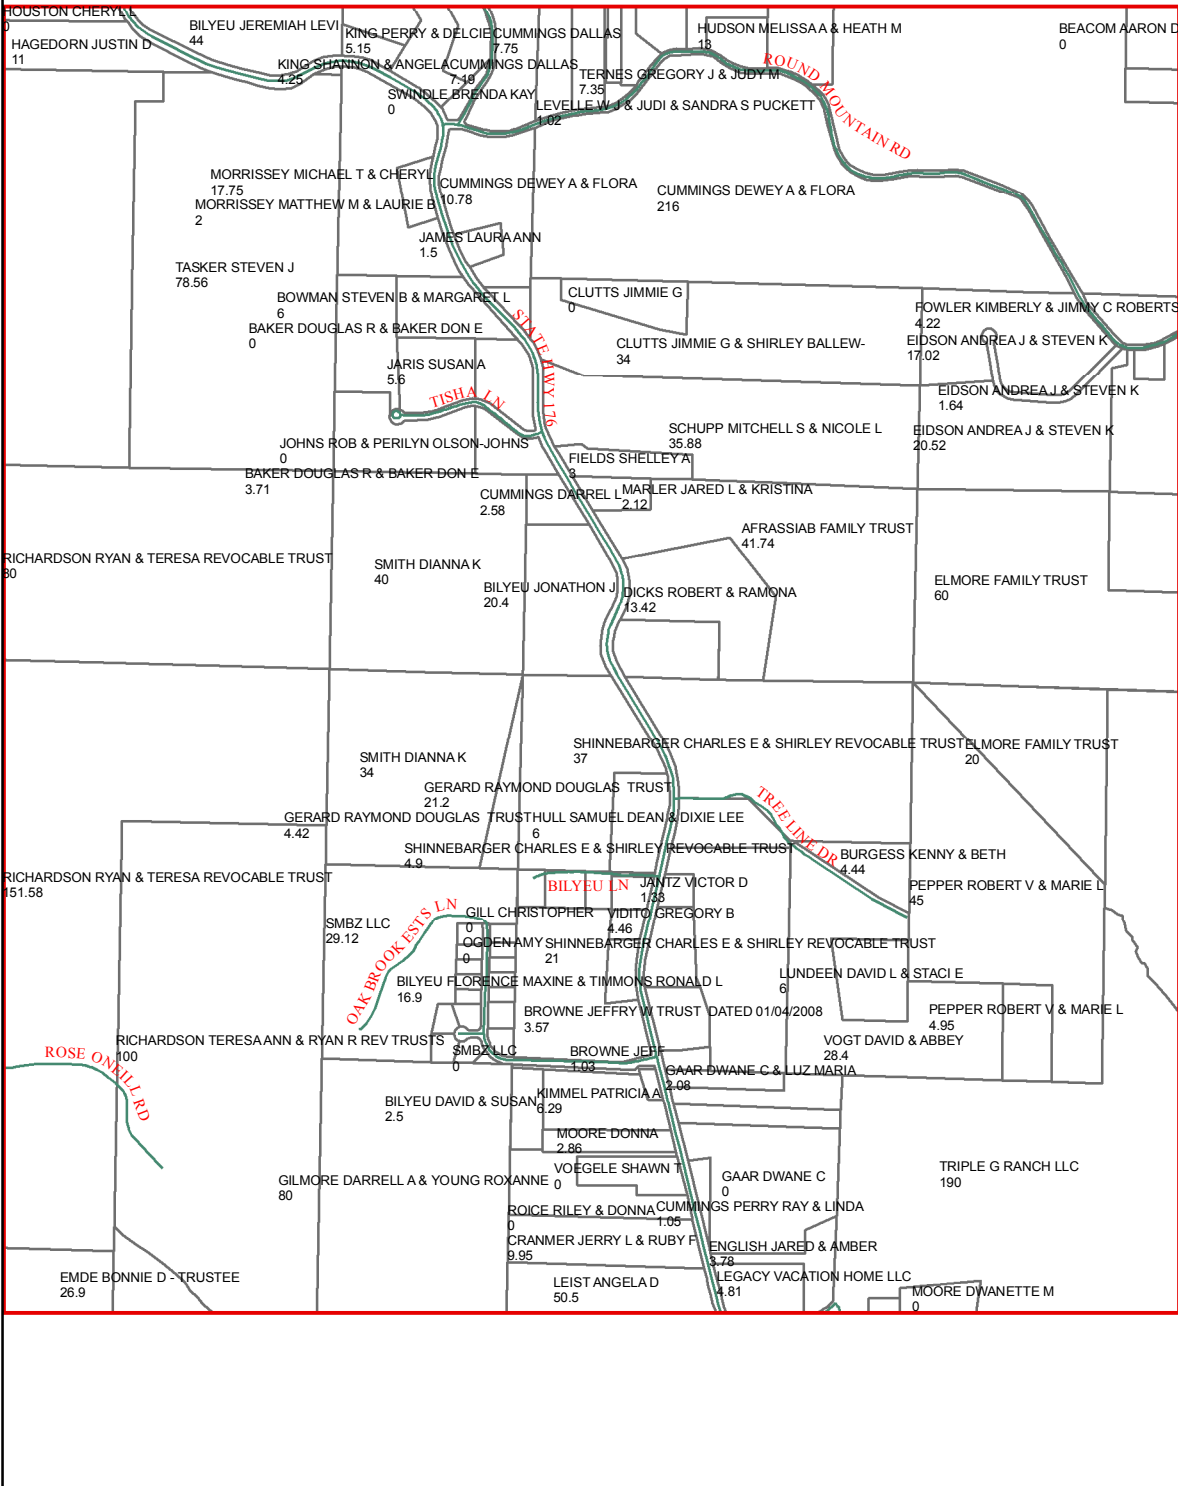 HOUSTON CHERYL L
0
BILYEU JEREMIAH LEVI
44
KING PERRY & DELCIE
5.15
CUMMINGS DALLAS
7.75
HUDSON MELISSA A & HEATH M
13
BEACOM AARON D
0
HAGEDORN JUSTIN D
11
KING SHANNON & ANGELA
4.25
CUMMINGS DALLAS
7.19
TERNES GREGORY J & JUDY M
7.35
ROUND MOUNTAIN RD
SWINDLE BRENDA KAY
0
LEVELLE W J & JUDI & SANDRA S PUCKETT
1.02
MORRISSEY MICHAEL T & CHERYL
17.75
CUMMINGS DEWEY A & FLORA
10.78
CUMMINGS DEWEY A & FLORA
216
MORRISSEY MATTHEW M & LAURIE B
2
JAMES LAURA ANN
1.5
TASKER STEVEN J
78.56
BOWMAN STEVEN B & MARGARET L
6
CLUTTS JIMMIE G
0
FOWLER KIMBERLY & JIMMY C ROBERTS
4.22
BAKER DOUGLAS R & BAKER DON E
0
STATE HWY 176
CLUTTS JIMMIE G & SHIRLEY BALLEW-
34
EIDSON ANDREA J & STEVEN K
17.02
JARIS SUSAN A
5.6
TISHA LN
EIDSON ANDREA J & STEVEN K
1.64
JOHNS ROB & PERILYN OLSON-JOHNS
0
SCHUPP MITCHELL S & NICOLE L
35.88
EIDSON ANDREA J & STEVEN K
20.52
BAKER DOUGLAS R & BAKER DON E
3.71
FIELDS SHELLEY A
3
CUMMINGS DARREL L
2.58
MARLER JARED L & KRISTINA
2.12
AFRASSIAB FAMILY TRUST
41.74
RICHARDSON RYAN & TERESA REVOCABLE TRUST
80
SMITH DIANNA K
40
BILYEU JONATHON J
20.4
DICKS ROBERT & RAMONA
13.42
ELMORE FAMILY TRUST
60
SMITH DIANNA K
34
SHINNEBARGER CHARLES E & SHIRLEY REVOCABLE TRUST
37
ELMORE FAMILY TRUST
20
GERARD RAYMOND DOUGLAS TRUST
21.2
TREE LINE DR
GERARD RAYMOND DOUGLAS TRUST
4.42
HULL SAMUEL DEAN & DIXIE LEE
6
SHINNEBARGER CHARLES E & SHIRLEY REVOCABLE TRUST
4.9
BURGESS KENNY & BETH
4.44
RICHARDSON RYAN & TERESA REVOCABLE TRUST
151.58
BILYEU LN
JANTZ VICTOR D
1.33
PEPPER ROBERT V & MARIE L
45
OAK BROOK ESTS LN
SMBZ LLC
29.12
GILL CHRISTOPHER
0
VIDITO GREGORY B
4.46
OGDEN AMY
0
SHINNEBARGER CHARLES E & SHIRLEY REVOCABLE TRUST
21
BILYEU FLORENCE MAXINE & TIMMONS RONALD L
16.9
LUNDEEN DAVID L & STACI E
6
BROWNE JEFFRY W TRUST DATED 01/04/2008
3.57
PEPPER ROBERT V & MARIE L
4.95
RICHARDSON TERESA ANN & RYAN R REV TRUSTS
100
VOGT DAVID & ABBEY
28.4
ROSE ONEILL RD
SMBZ LLC
0
BROWNE JEFF
1.03
GAAR DWANE C & LUZ MARIA
2.08
BILYEU DAVID & SUSAN
2.5
KIMMEL PATRICIA A
6.29
MOORE DONNA
2.86
VOEGELE SHAWN T
0
GAAR DWANE C
0
TRIPLE G RANCH LLC
190
GILMORE DARRELL A & YOUNG ROXANNE
80
ROICE RILEY & DONNA
0
CUMMINGS PERRY RAY & LINDA
1.05
CRANMER JERRY L & RUBY F
9.95
ENGLISH JARED & AMBER
3.78
EMDE BONNIE D - TRUSTEE
26.9
LEIST ANGELA D
50.5
LEGACY VACATION HOME LLC
4.81
MOORE DWANETTE M
0